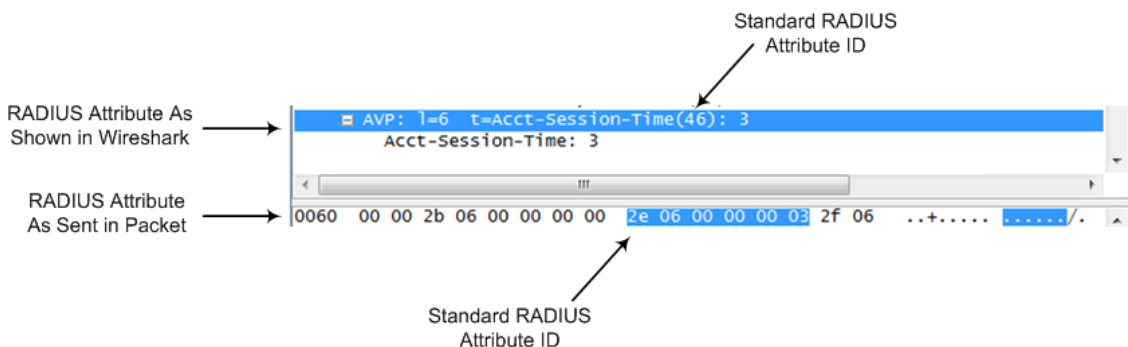 Standard RADIUS
Attribute ID
RADIUS Attribute As
Shown in Wireshark
AVP: l=6 t=Acct-Session-Time(46): 3
Acct-Session-Time: 3
RADIUS Attribute
As Sent in Packet
0060 00 00 2b 06 00 00 00 00 2e 06 00 00 00 03 2f 06 ..+..... ....../.
Standard RADIUS
Attribute ID